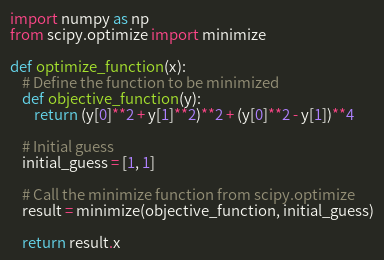 import numpy as np
from scipy.optimize import minimize

def optimize_function(x):
    # Define the function to be minimized
    def objective_function(y):
        return (y[0]**2 + y[1]**2)**2 + (y[0]**2 - y[1])**4

    # Initial guess
    initial_guess = [1, 1]

    # Call the minimize function from scipy.optimize
    result = minimize(objective_function, initial_guess)

    return result.x